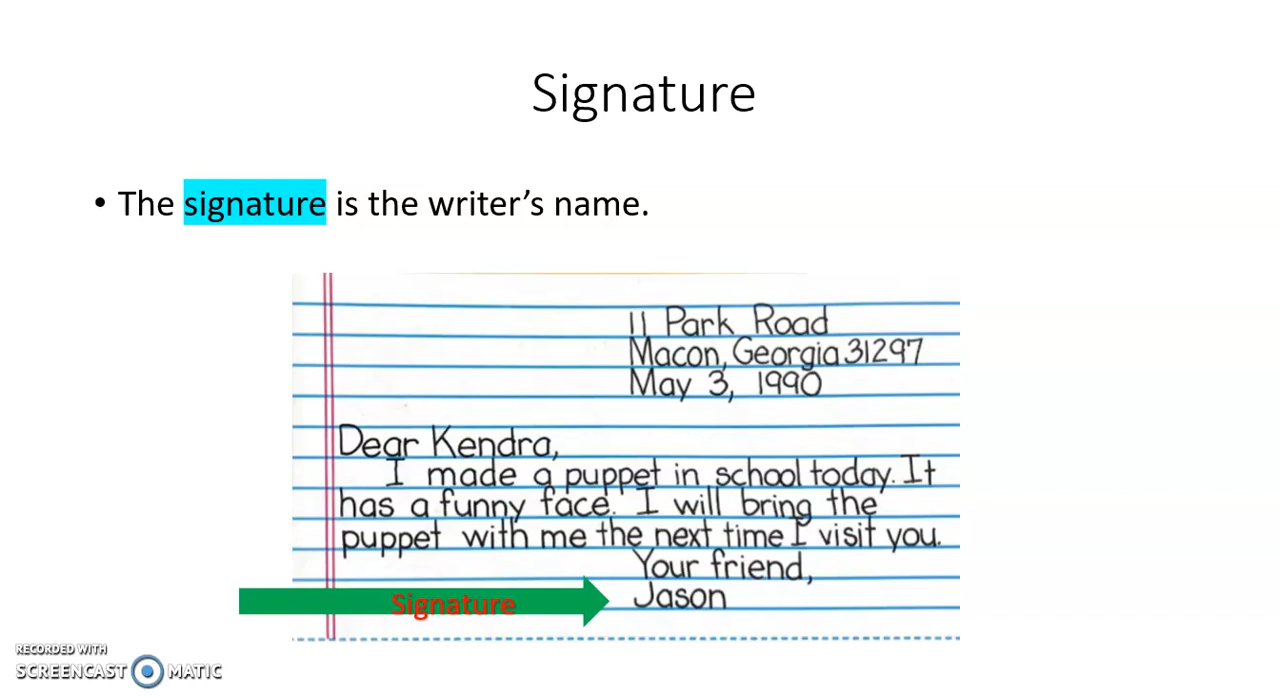 Signature
• The signature is the writer’s name.
11 Park Road
Macon, Georgia 31297
May 3, 1990
Dear Kendra,
I made a puppet in school today. It
has a funny face. I will bring the
puppet with me the next time I visit you.
Your friend,
Signature Jason
RECORDED WITH
SCREENCAST MATIC